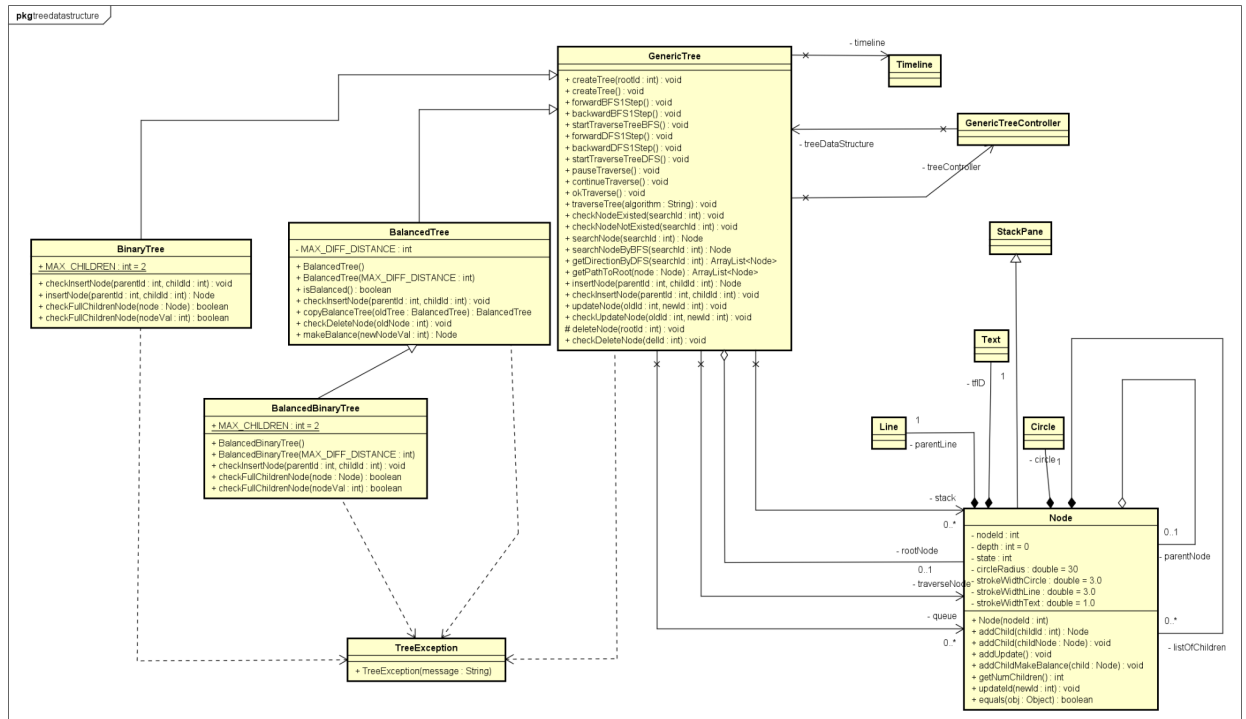 pkg treedatastructure
GenericTree
+ createTree(rootId : int) : void
+ createTree() : void
+ forwardBFS1Step() : void
+ backwardBFS1Step() : void
+ startTraverseTreeBFS() : void
+ forwardDFS1Step() : void
+ backwardDFS1Step() : void
+ startTraverseTreeDFS() : void
+ pauseTraverse() : void
+ continueTraverse() : void
+ okTraverse() : void
+ traverseTree(algorithm : String) : void
+ checkNodeExisted(searchId : int) : void
+ checkNodeNotExisted(searchId : int) : void
+ searchNode(searchId : int) : Node
+ searchNodeByBFS(searchId : int) : Node
+ getDirectionByDFS(searchId : int) : ArrayList<Node>
+ getPathToRoot(node : Node) : ArrayList<Node>
+ insertNode(parentId : int, childId : int) : Node
+ checkInsertNode(parentId : int, childId : int) : void
+ updateNode(oldId : int, newId : int) : void
+ checkUpdateNode(oldId : int, newId : int) : void
# deleteNode(rootId : int) : void
+ checkDeleteNode(delId : int) : void
- timeline
Timeline
GenericTreeController
- treeDataStructure
- treeController
StackPane
BinaryTree
+ MAX_CHILDREN : int = 2
+ checkInsertNode(parentId : int, childId : int) : void
+ insertNode(parentId : int, childId : int) : Node
+ checkFullChildrenNode(node : Node) : boolean
+ checkFullChildrenNode(nodeVal : int) : boolean
BalancedTree
- MAX_DIFF_DISTANCE : int
+ BalancedTree()
+ BalancedTree(MAX_DIFF_DISTANCE : int)
+ isBalanced() : boolean
+ checkInsertNode(parentId : int, childId : int) : void
+ copyBalanceTree(oldTree : BalancedTree) : BalancedTree
+ checkDeleteNode(oldNode : int) : void
+ makeBalance(newNodeVal : int) : Node
BalancedBinaryTree
+ MAX_CHILDREN : int = 2
+ BalancedBinaryTree()
+ BalancedBinaryTree(MAX_DIFF_DISTANCE : int)
+ checkInsertNode(parentId : int, childId : int) : void
+ checkFullChildrenNode(node : Node) : boolean
+ checkFullChildrenNode(nodeVal : int) : boolean
Text
- tfID
1
Line
1
- parentLine
Circle
- circle
1
- stack
0..*
- rootNode
0..1
- traverseNode
- queue
0..*
Node
- nodeId : int
- depth : int = 0
- state : int
- circleRadius : double = 30
- strokeWidthCircle : double = 3.0
- strokeWidthLine : double = 3.0
- strokeWidthText : double = 1.0
+ Node(nodeId : int)
+ addChild(childId : int) : Node
+ addChild(childNode : Node) : void
+ addUpdate() : void
+ addChildMakeBalance(child : Node) : void
+ getNumChildren() : int
+ updateId(newId : int) : void
+ equals(obj : Object) : boolean
0..1
- parentNode
0..*
- listOfChildren
TreeException
+ TreeException(message : String)